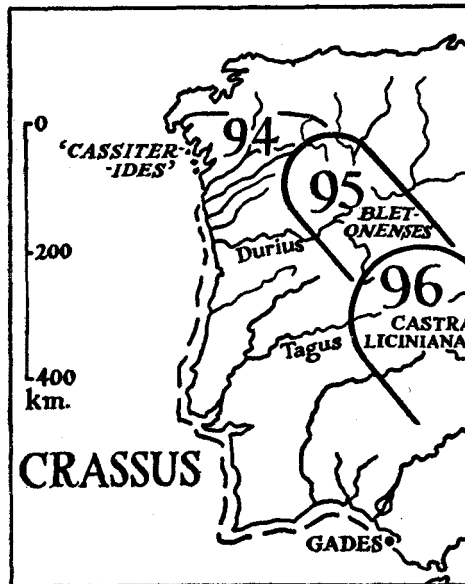 0
94
'CASSITER-
-IDES'
95
BLET-
ONENSES
Durius
200
96
CASTRA
LICINIANA
Tagus
400
km.
CRASSUS
GADES